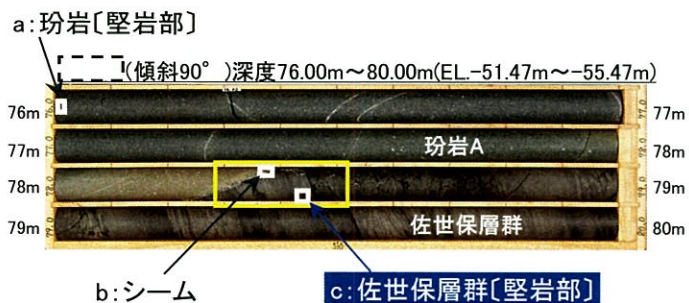 a:玢岩〔堅岩部〕
(傾斜90°)深度76.00m~80.00m(EL.-51.47m~-55.47m)
76m 77m
77m 玢岩A 78m
78m 79m
79m 佐世保層群 80m
b:シーム c:佐世保層群〔堅岩部〕